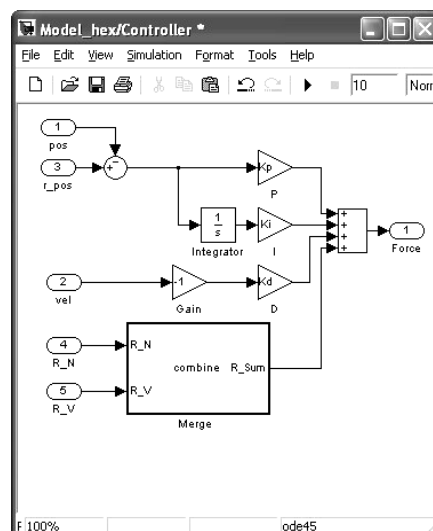 Model_hex/Controller *
File Edit View Simulation Format Tools Help
10 Norm
1
pos
3
r_pos
+ −
Kp
P
1
s
Integrator
Ki
I
+
+
+
+
1
Force
2
vel
-1
Gain
Kd
D
4
R_N
5
R_V
R_N
R_V
combine R_Sum
Merge
F 100% ode45